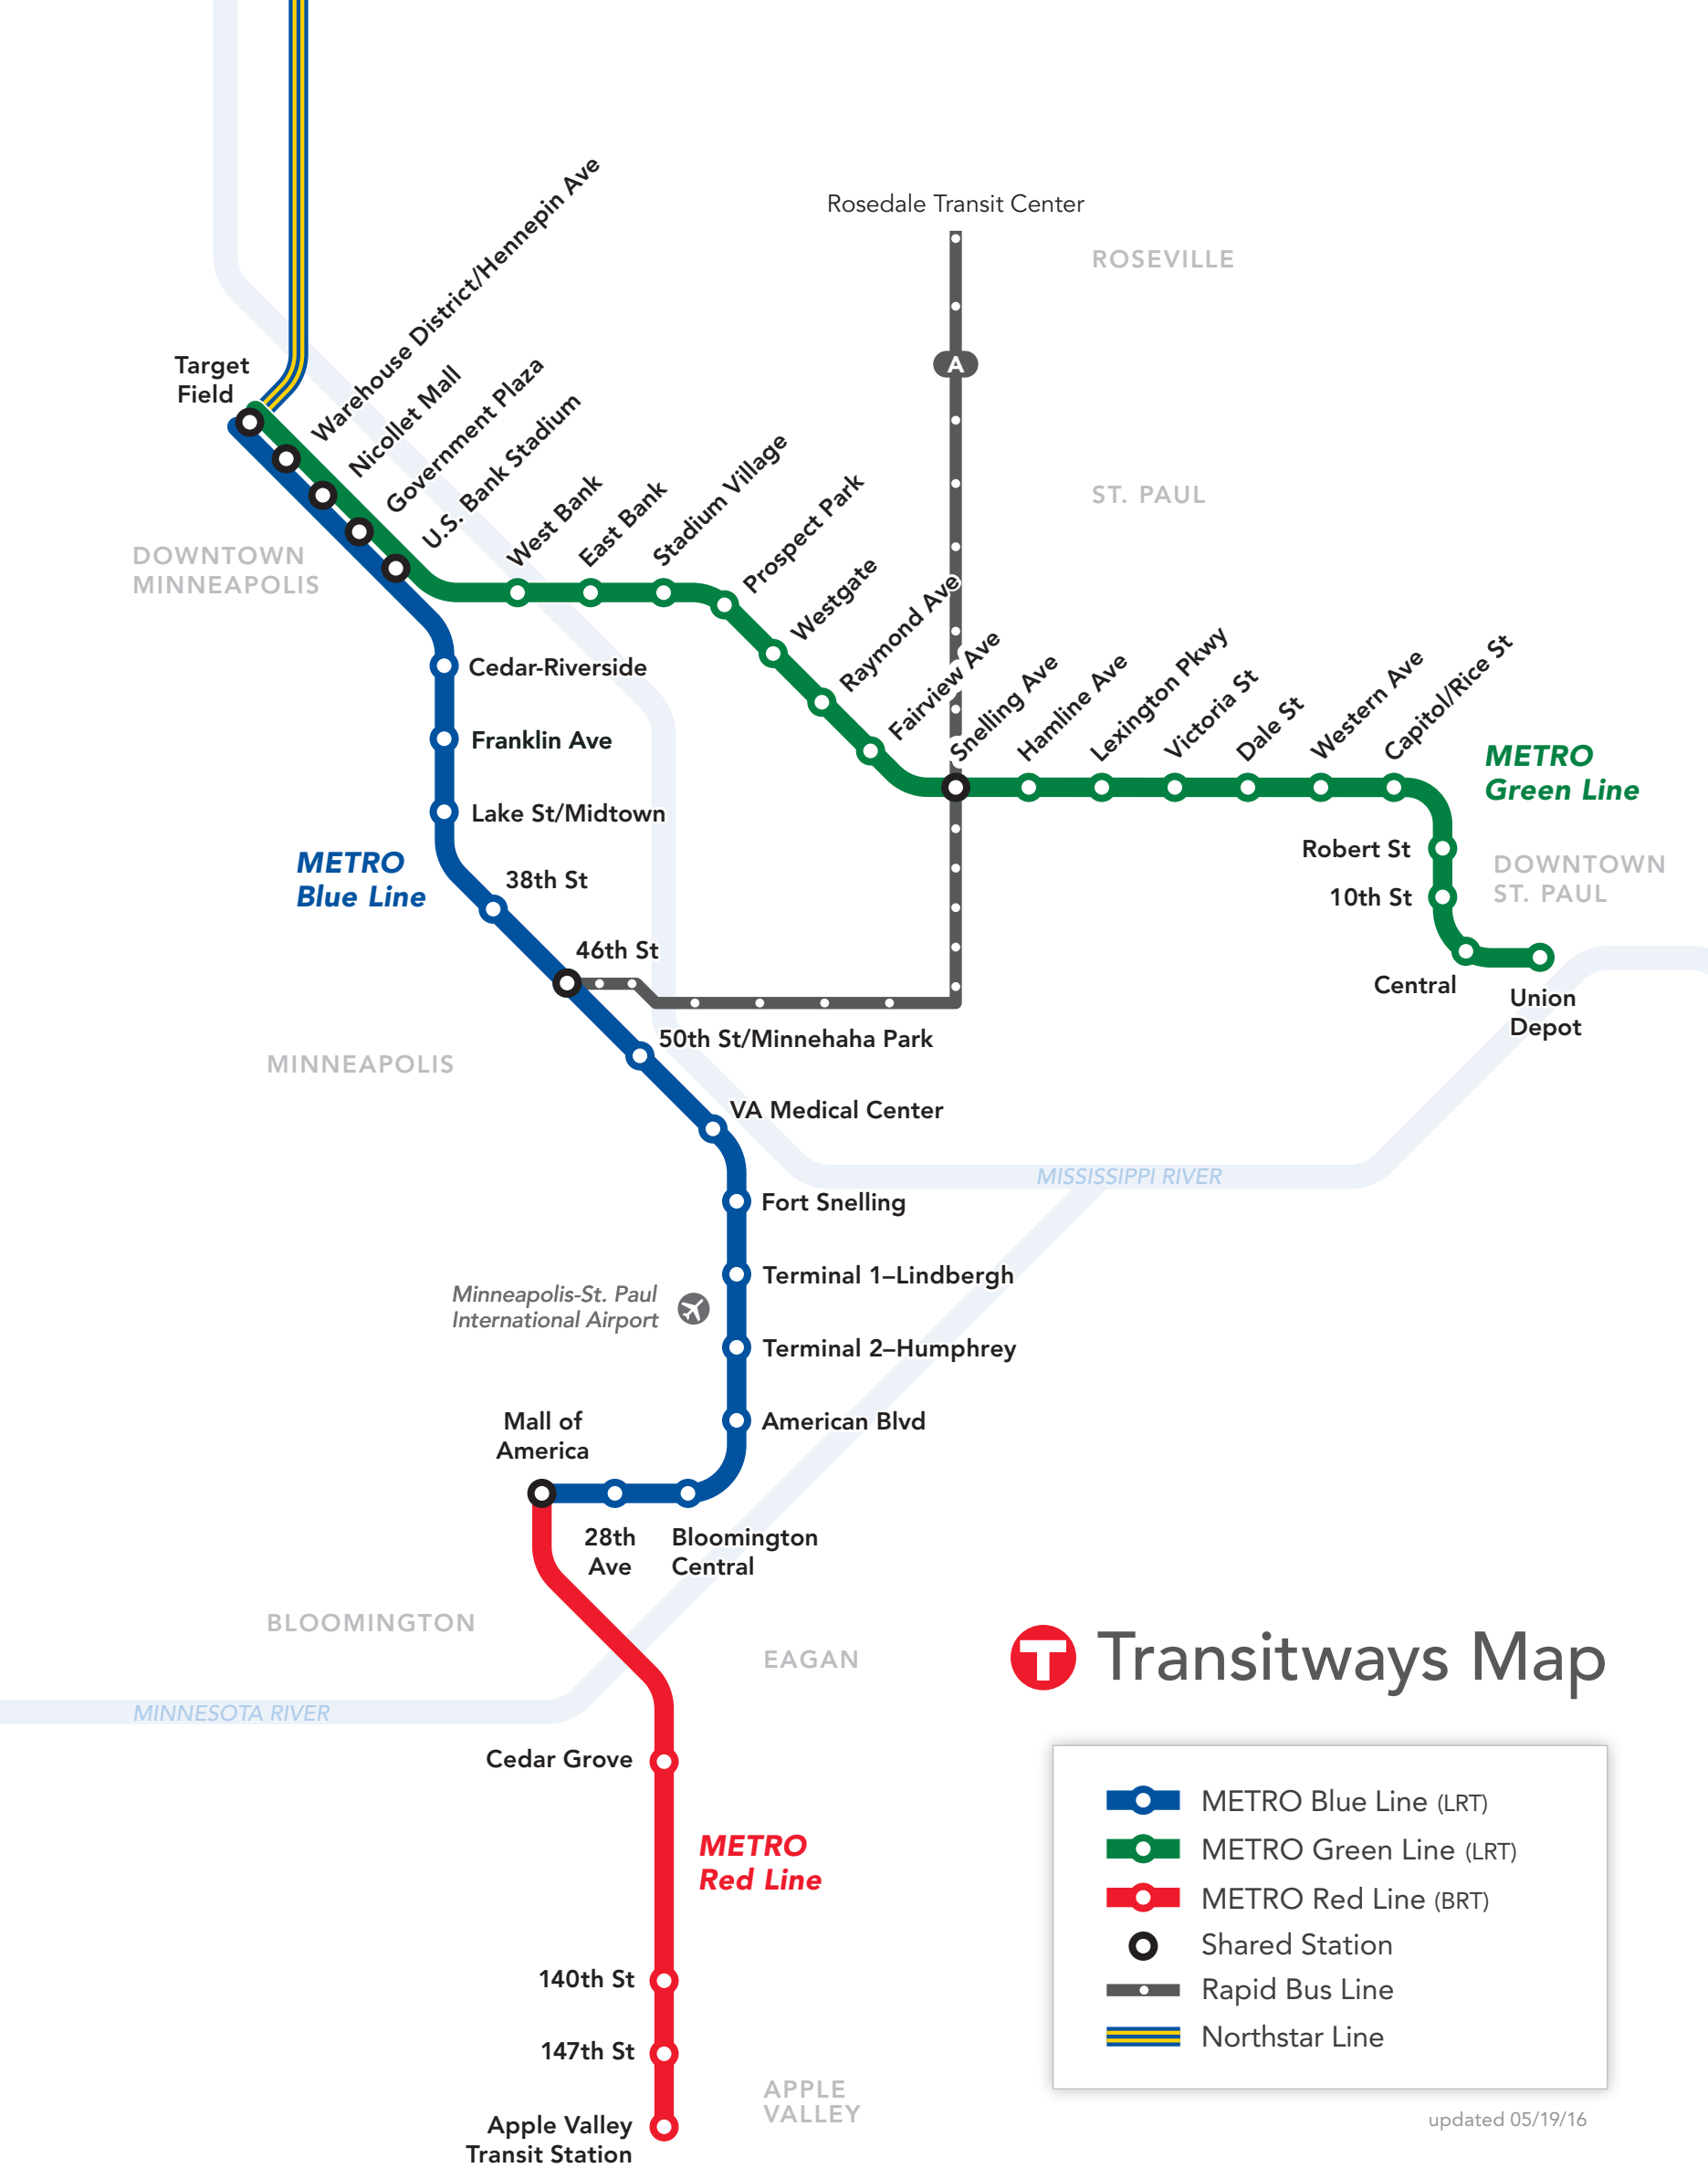 Rosedale Transit Center
ROSEVILLE
A
Target
Field
Warehouse District/Hennepin Ave
Nicollet Mall
Government Plaza
U.S. Bank Stadium
West Bank
East Bank
Stadium Village
Prospect Park
Westgate
Raymond Ave
Fairview Ave
Snelling Ave
Hamline Ave
Lexington Pkwy
Victoria St
Dale St
Western Ave
Capitol/Rice St
ST. PAUL
DOWNTOWN
MINNEAPOLIS
METRO
Green Line
Cedar-Riverside
Franklin Ave
Lake St/Midtown
METRO
Blue Line
38th St
46th St
Robert St
10th St
DOWNTOWN
ST. PAUL
Central
Union
Depot
50th St/Minnehaha Park
MINNEAPOLIS
VA Medical Center
MISSISSIPPI RIVER
Fort Snelling
Terminal 1–Lindbergh
Minneapolis-St. Paul
International Airport
Terminal 2–Humphrey
American Blvd
Mall of
America
28th
Ave
Bloomington
Central
BLOOMINGTON
EAGAN
MINNESOTA RIVER
Cedar Grove
METRO
Red Line
140th St
147th St
APPLE
VALLEY
Apple Valley
Transit Station
T Transitways Map
METRO Blue Line (LRT)
METRO Green Line (LRT)
METRO Red Line (BRT)
Shared Station
Rapid Bus Line
Northstar Line
updated 05/19/16